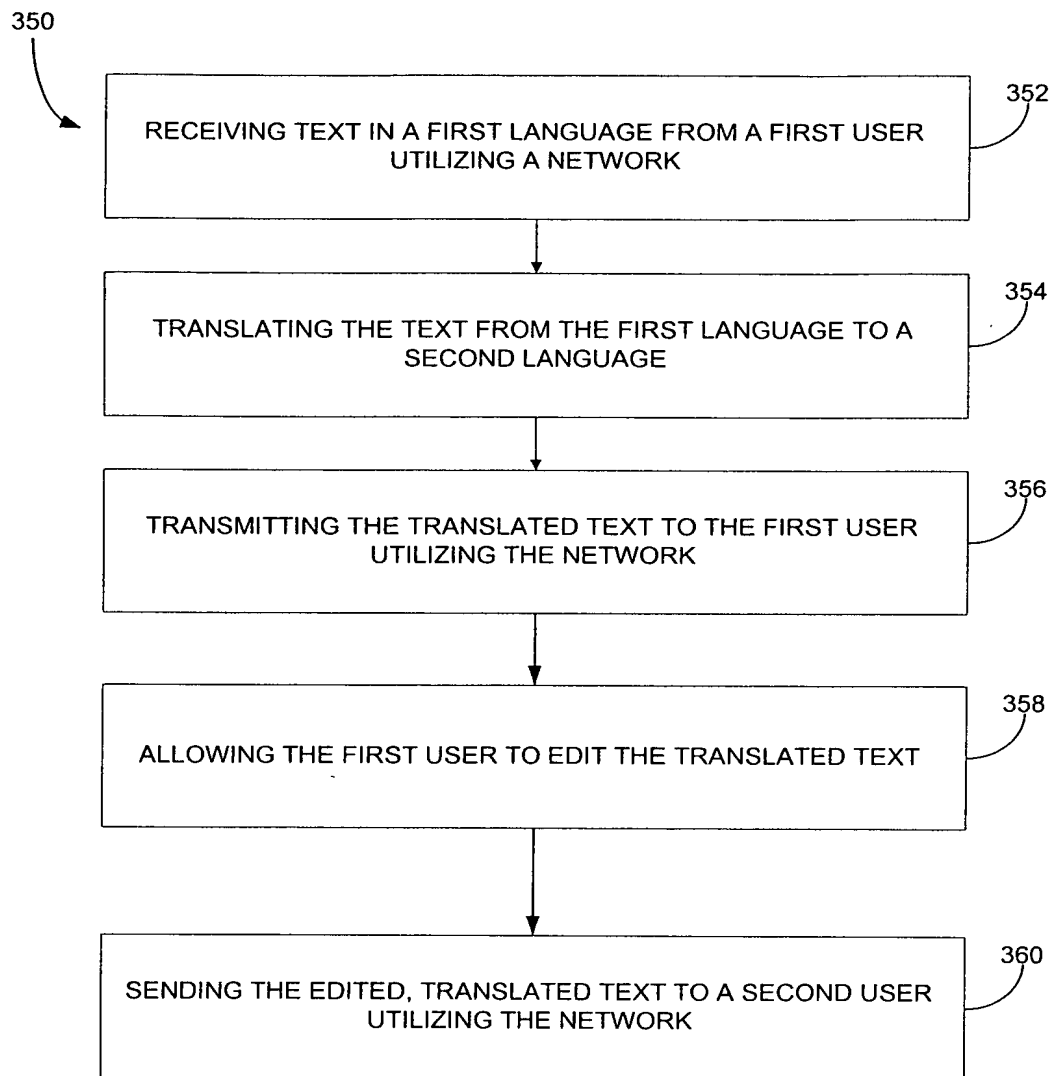 350
352
RECEIVING TEXT IN A FIRST LANGUAGE FROM A FIRST USER
UTILIZING A NETWORK
354
TRANSLATING THE TEXT FROM THE FIRST LANGUAGE TO A
SECOND LANGUAGE
356
TRANSMITTING THE TRANSLATED TEXT TO THE FIRST USER
UTILIZING THE NETWORK
358
ALLOWING THE FIRST USER TO EDIT THE TRANSLATED TEXT
360
SENDING THE EDITED, TRANSLATED TEXT TO A SECOND USER
UTILIZING THE NETWORK